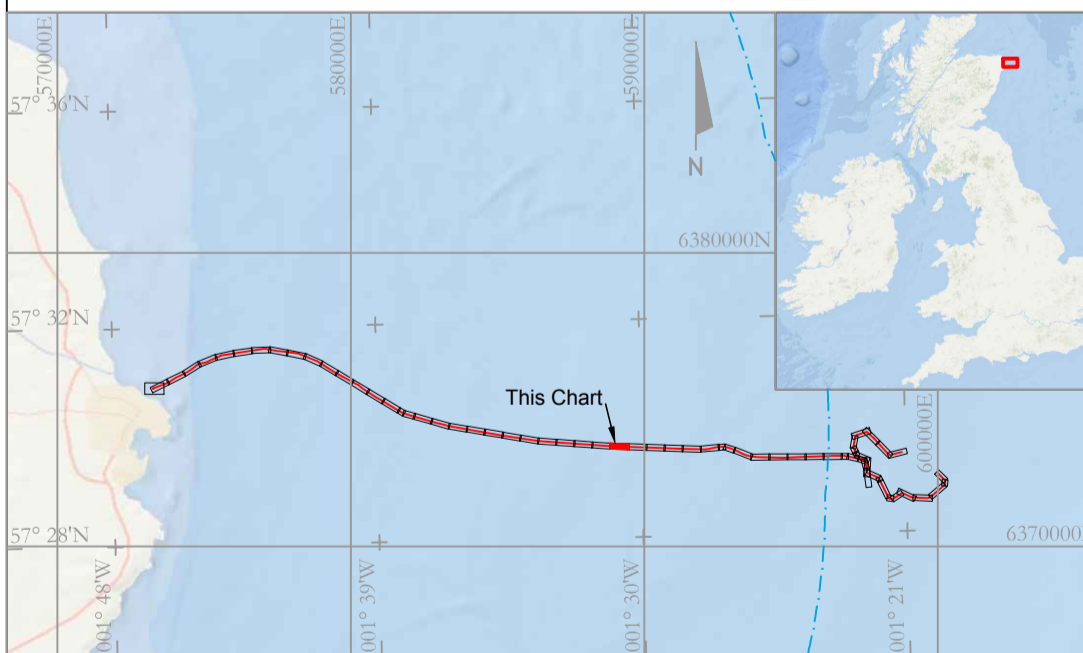 570000E
580000E
590000E
57° 36'N
N
6380000N
57° 32'N
This Chart
600000E
57° 28'N
6370000
001° 48'W
001° 39'W
001° 30'W
001° 21'W